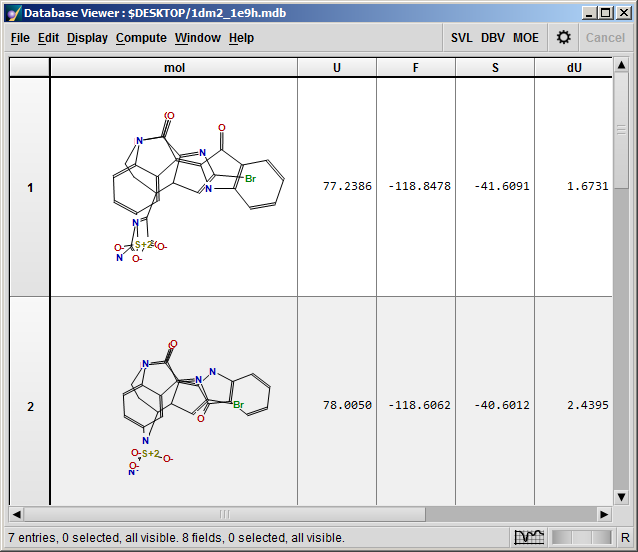 Database Viewer : $DESKTOP/1dm2_1e9h.mdb
File Edit Display Compute Window Help SVL DBV MOE Cancel
mol U F S dU
1 77.2386 -118.8478 -41.6091 1.6731
O
O
N
N
N
Br
N
O- S+2 O-
N O-
2 78.0050 -118.6062 -40.6012 2.4395
O
N
N
N
Br
O
N
O- S+2 O-
O-
N
7 entries, 0 selected, all visible. 8 fields, 0 selected, all visible. R